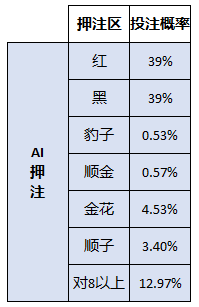 押注区 投注概率
AI
押
注
红 39%
黑 39%
豹子 0.53%
顺金 0.57%
金花 4.53%
顺子 3.40%
对8以上 12.97%